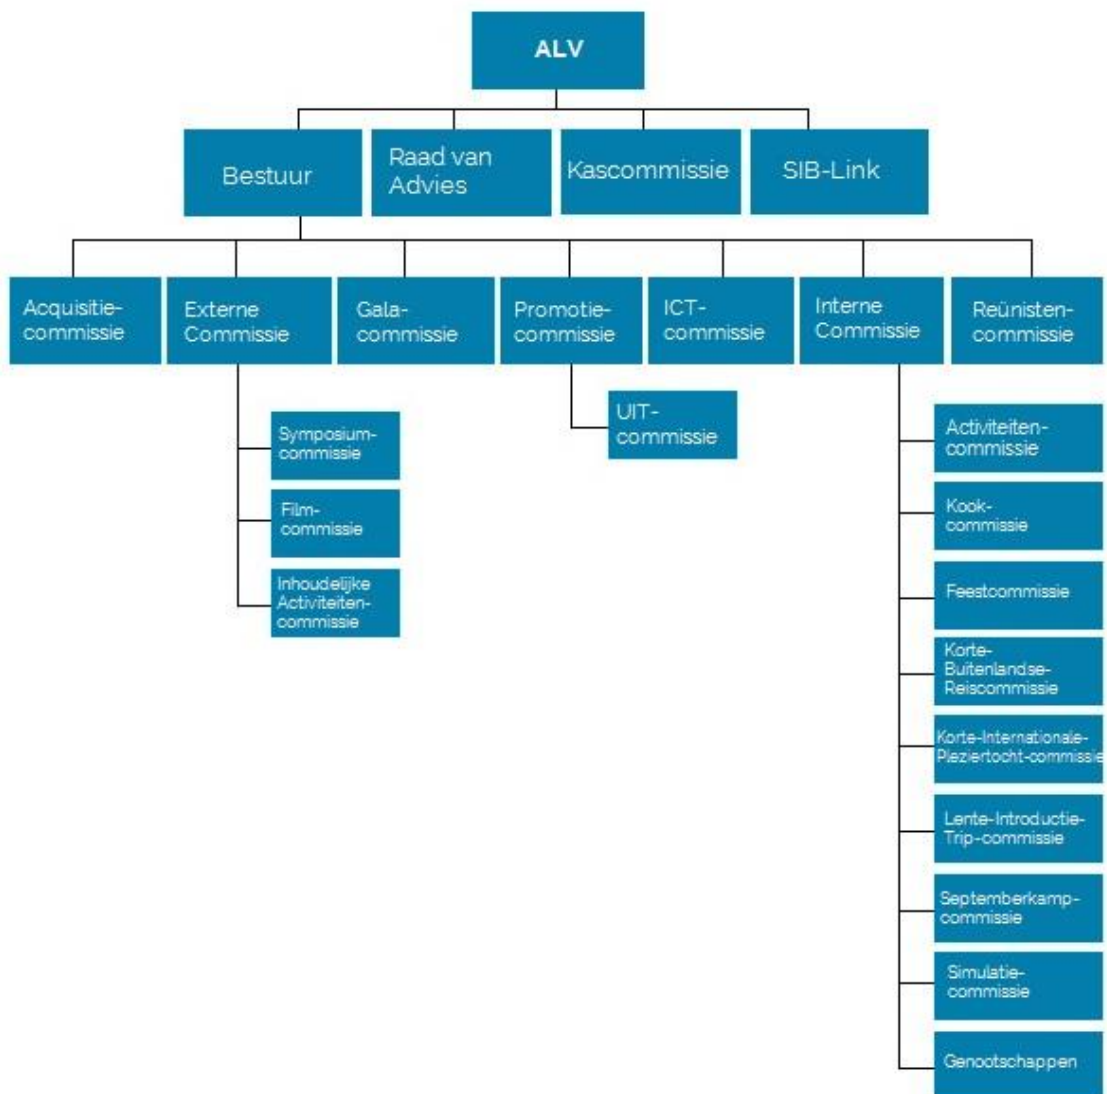 ALV
Bestuur
Raad van
Advies
Kascommissie
SIB-Link
Acquisitie-
commissie
Externe
Commissie
Gala-
commissie
Promotie-
commissie
ICT-
commissie
Interne
Commissie
Reünisten-
commissie
Symposium-
commissie
Film-
commissie
Inhoudelijke
Activiteiten-
commissie
UIT-
commissie
Activiteiten-
commissie
Kook-
commissie
Feestcommissie
Korte-
Buitenlandse-
Reiscommissie
Korte-Internationale-
Pleziertocht-commissie
Lente-Introductie-
Trip-commissie
Septemberkamp-
commissie
Simulatie-
commissie
Genootschappen